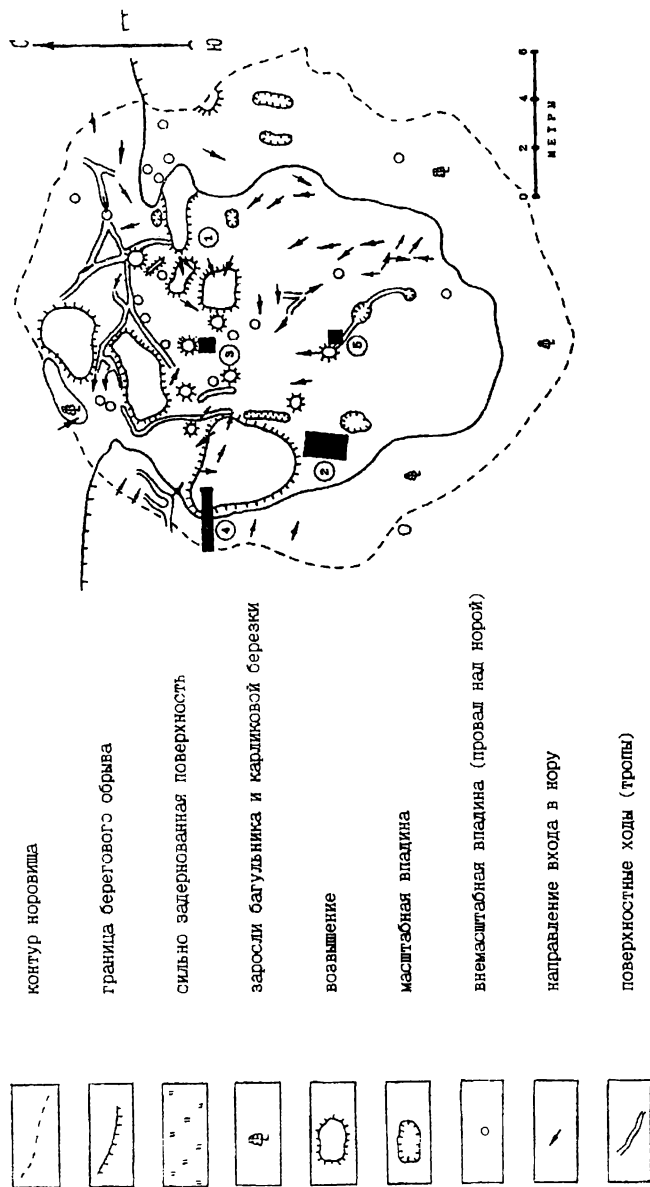 С
Ю
1
2
3
4
5
0 2 4 6
МЕТРЫ
контур норовища
граница берегового обрыва
сильно задернованная поверхность
заросли багульника и карликовой березки
возвышение
масштабная впадина
внемасштабная впадина (провал над норой)
направление входа в нору
поверхностные ходы (тропы)